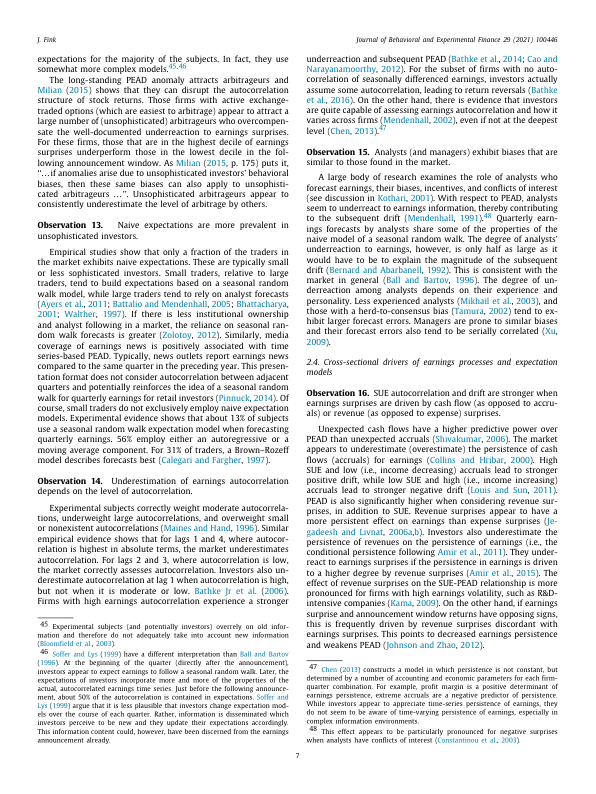 J. Fink
Journal of Behavioral and Experimental Finance 29 (2021) 100446
expectations for the majority of the subjects. In fact, they use
somewhat more complex models.45,46
The long-standing PEAD anomaly attracts arbitrageurs and
Milian (2015) shows that they can disrupt the autocorrelation
structure of stock returns. Those firms with active exchange-
traded options (which are easiest to arbitrage) appear to attract a
large number of (unsophisticated) arbitrageurs who overcompen-
sate the well-documented underreaction to earnings surprises.
For these firms, those that are in the highest decile of earnings
surprises underperform those in the lowest decile in the fol-
lowing announcement window. As Milian (2015, p. 175) puts it,
“…if anomalies arise due to unsophisticated investors’ behavioral
biases, then these same biases can also apply to unsophisti-
cated arbitrageurs …”. Unsophisticated arbitrageurs appear to
consistently underestimate the level of arbitrage by others.
Observation 13. Naive expectations are more prevalent in
unsophisticated investors.
Empirical studies show that only a fraction of the traders in
the market exhibits naive expectations. These are typically small
or less sophisticated investors. Small traders, relative to large
traders, tend to build expectations based on a seasonal random
walk model, while large traders tend to rely on analyst forecasts
(Ayers et al., 2011; Battalio and Mendenhall, 2005; Bhattacharya,
2001; Walther, 1997). If there is less institutional ownership
and analyst following in a market, the reliance on seasonal ran-
dom walk forecasts is greater (Zolotoy, 2012). Similarly, media
coverage of earnings news is positively associated with time
series-based PEAD. Typically, news outlets report earnings news
compared to the same quarter in the preceding year. This presen-
tation format does not consider autocorrelation between adjacent
quarters and potentially reinforces the idea of a seasonal random
walk for quarterly earnings for retail investors (Pinnuck, 2014). Of
course, small traders do not exclusively employ naive expectation
models. Experimental evidence shows that about 13% of subjects
use a seasonal random walk expectation model when forecasting
quarterly earnings. 56% employ either an autoregressive or a
moving average component. For 31% of traders, a Brown–Rozeff
model describes forecasts best (Calegari and Fargher, 1997).
Observation 14. Underestimation of earnings autocorrelation
depends on the level of autocorrelation.
Experimental subjects correctly weight moderate autocorrela-
tions, underweight large autocorrelations, and overweight small
or nonexistent autocorrelations (Maines and Hand, 1996). Similar
empirical evidence shows that for lags 1 and 4, where autocor-
relation is highest in absolute terms, the market underestimates
autocorrelation. For lags 2 and 3, where autocorrelation is low,
the market correctly assesses autocorrelation. Investors also un-
derestimate autocorrelation at lag 1 when autocorrelation is high,
but not when it is moderate or low. Bathke Jr et al. (2006).
Firms with high earnings autocorrelation experience a stronger
45 Experimental subjects (and potentially investors) overrely on old infor-
mation and therefore do not adequately take into account new information
(Bloomfield et al., 2003).
46 Soffer and Lys (1999) have a different interpretation than Ball and Bartov
(1996). At the beginning of the quarter (directly after the announcement),
investors appear to expect earnings to follow a seasonal random walk. Later, the
expectations of investors incorporate more and more of the properties of the
actual, autocorrelated earnings time series. Just before the following announce-
ment, about 50% of the autocorrelation is contained in expectations. Soffer and
Lys (1999) argue that it is less plausible that investors change expectation mod-
els over the course of each quarter. Rather, information is disseminated which
investors perceive to be new and they update their expectations accordingly.
This information content could, however, have been discerned from the earnings
announcement already.
underreaction and subsequent PEAD (Bathke et al., 2014; Cao and
Narayanamoorthy, 2012). For the subset of firms with no auto-
correlation of seasonally differenced earnings, investors actually
assume some autocorrelation, leading to return reversals (Bathke
et al., 2016). On the other hand, there is evidence that investors
are quite capable of assessing earnings autocorrelation and how it
varies across firms (Mendenhall, 2002), even if not at the deepest
level (Chen, 2013).47
Observation 15. Analysts (and managers) exhibit biases that are
similar to those found in the market.
A large body of research examines the role of analysts who
forecast earnings, their biases, incentives, and conflicts of interest
(see discussion in Kothari, 2001). With respect to PEAD, analysts
seem to underreact to earnings information, thereby contributing
to the subsequent drift (Mendenhall, 1991).48 Quarterly earn-
ings forecasts by analysts share some of the properties of the
naive model of a seasonal random walk. The degree of analysts’
underreaction to earnings, however, is only half as large as it
would have to be to explain the magnitude of the subsequent
drift (Bernard and Abarbanell, 1992). This is consistent with the
market in general (Ball and Bartov, 1996). The degree of un-
derreaction among analysts depends on their experience and
personality. Less experienced analysts (Mikhail et al., 2003), and
those with a herd-to-consensus bias (Tamura, 2002) tend to ex-
hibit larger forecast errors. Managers are prone to similar biases
and their forecast errors also tend to be serially correlated (Xu,
2009).
2.4. Cross-sectional drivers of earnings processes and expectation
models
Observation 16. SUE autocorrelation and drift are stronger when
earnings surprises are driven by cash flow (as opposed to accru-
als) or revenue (as opposed to expense) surprises.
Unexpected cash flows have a higher predictive power over
PEAD than unexpected accruals (Shivakumar, 2006). The market
appears to underestimate (overestimate) the persistence of cash
flows (accruals) for earnings (Collins and Hribar, 2000). High
SUE and low (i.e., income decreasing) accruals lead to stronger
positive drift, while low SUE and high (i.e., income increasing)
accruals lead to stronger negative drift (Louis and Sun, 2011).
PEAD is also significantly higher when considering revenue sur-
prises, in addition to SUE. Revenue surprises appear to have a
more persistent effect on earnings than expense surprises (Je-
gadeesh and Livnat, 2006a,b). Investors also underestimate the
persistence of revenues on the persistence of earnings (i.e., the
conditional persistence following Amir et al., 2011). They under-
react to earnings surprises if the persistence in earnings is driven
to a higher degree by revenue surprises (Amir et al., 2015). The
effect of revenue surprises on the SUE-PEAD relationship is more
pronounced for firms with high earnings volatility, such as R&D-
intensive companies (Kama, 2009). On the other hand, if earnings
surprise and announcement window returns have opposing signs,
this is frequently driven by revenue surprises discordant with
earnings surprises. This points to decreased earnings persistence
and weakens PEAD (Johnson and Zhao, 2012).
47 Chen (2013) constructs a model in which persistence is not constant, but
determined by a number of accounting and economic parameters for each firm-
quarter combination. For example, profit margin is a positive determinant of
earnings persistence, extreme accruals are a negative predictor of persistence.
While investors appear to appreciate time-series persistence of earnings, they
do not seem to be aware of time-varying persistence of earnings, especially in
complex information environments.
48 This effect appears to be particularly pronounced for negative surprises
when analysts have conflicts of interest (Constantinou et al., 2003).
7